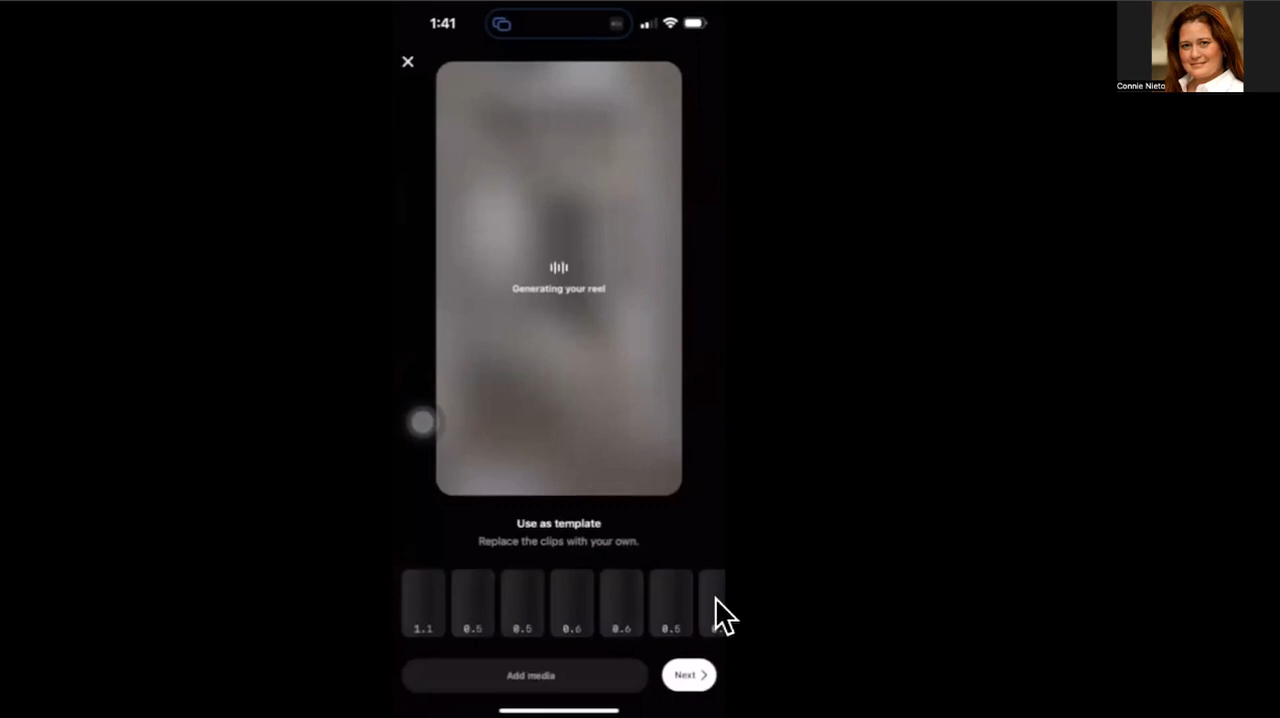 1:41
Connie Nieto
Generating your reel
Use as template
Replace the clips with your own.
1.1 0.5 0.5 0.6 0.6 0.5
Add media
Next